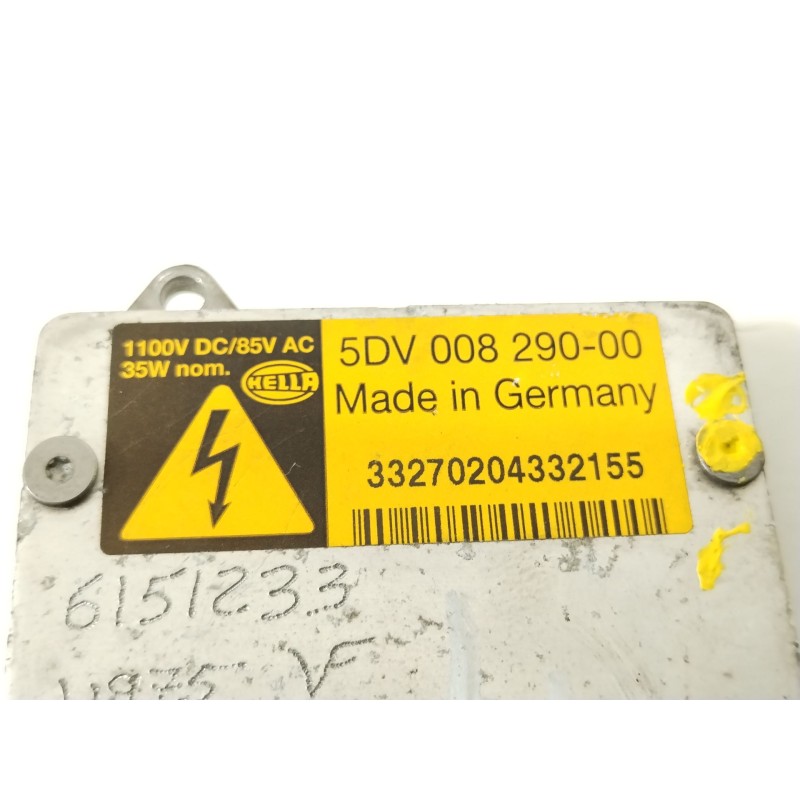 1100V DC/85V AC
35W nom.
HELLA
5DV 008 290-00
Made in Germany
33270204332155
6151233